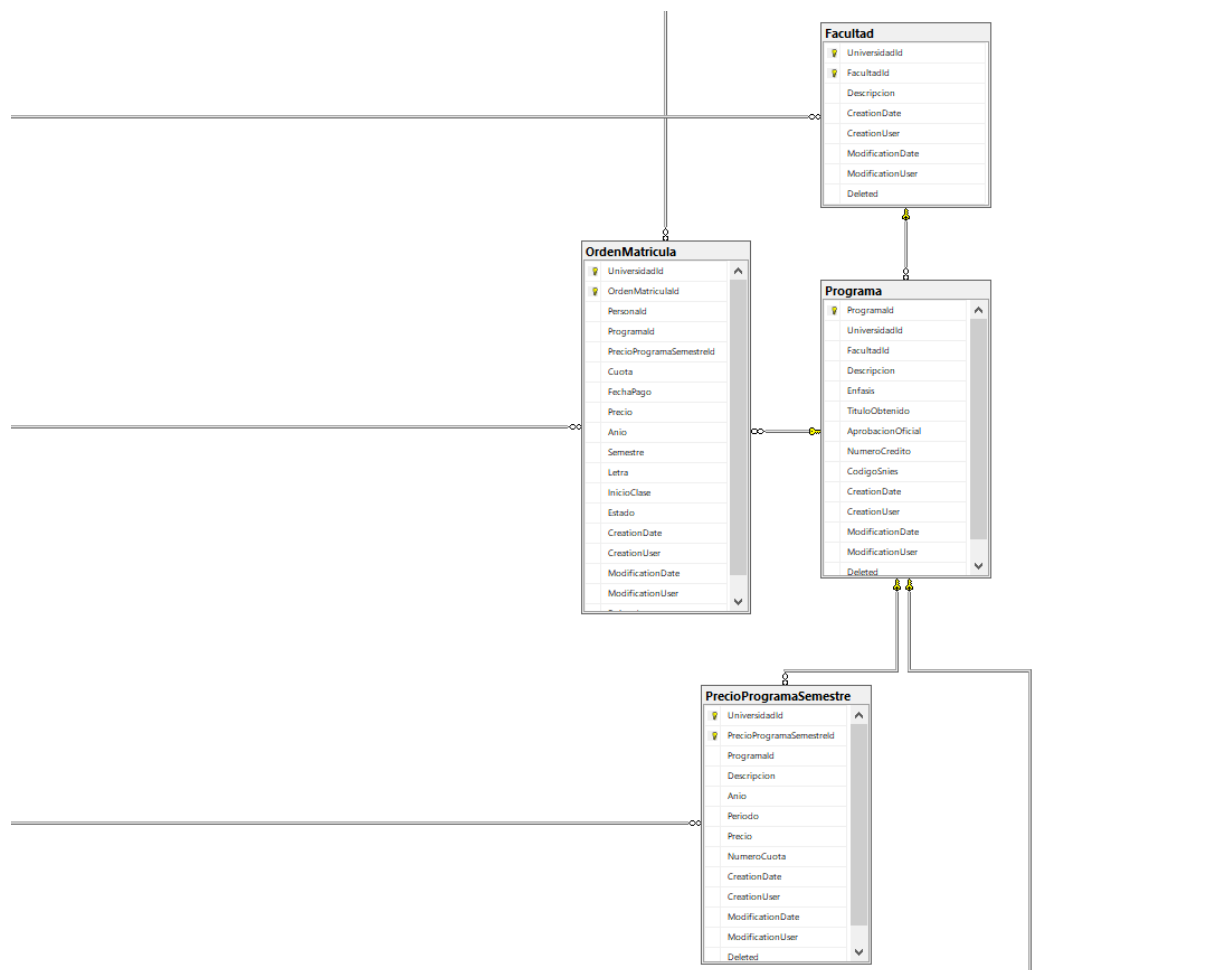 Facultad
UniversidadId
FacultadId
Descripcion
CreationDate
CreationUser
ModificationDate
ModificationUser
Deleted
OrdenMatricula
UniversidadId
OrdenMatriculaId
PersonaId
ProgramaId
PrecioProgramaSemestreId
Cuota
FechaPago
Precio
Anio
Semestre
Letra
InicioClase
Estado
CreationDate
CreationUser
ModificationDate
ModificationUser
Programa
ProgramaId
UniversidadId
FacultadId
Descripcion
Enfasis
TituloObtenido
AprobacionOficial
NumeroCredito
CodigoSnies
CreationDate
CreationUser
ModificationDate
ModificationUser
Deleted
PrecioProgramaSemestre
UniversidadId
PrecioProgramaSemestreId
ProgramaId
Descripcion
Anio
Periodo
Precio
NumeroCuota
CreationDate
CreationUser
ModificationDate
ModificationUser
Deleted